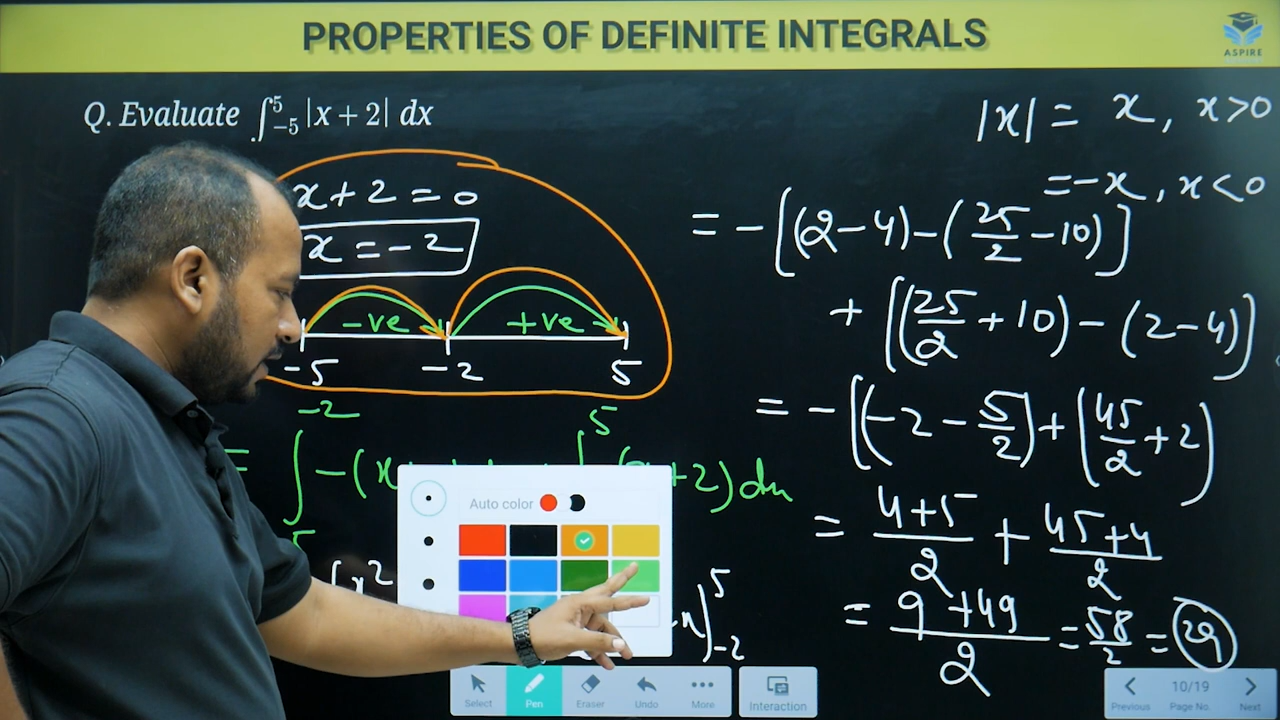 PROPERTIES OF DEFINITE INTEGRALS
ASPIRE
Q. Evaluate ∫₋₅⁵ |x + 2| dx
x+2=0
x=-2
-ve +ve
-5 -2 5
-2 5
= ∫ -(x +2)dx
5
[x² x]₋₂⁵
|x| = x, x>0
=-x, x<0
= -[(2-4)-(25/2-10)]
+ [(25/2+10)-(2-4)]
= -[(-2-5/2)+(45/2+2)]
= 4+5/2 + 45+4/2
= 9+49/2 = 58/2 = 29
Auto color
Select Pen Eraser Undo More Interaction
Previous 10/19 Page No. Next